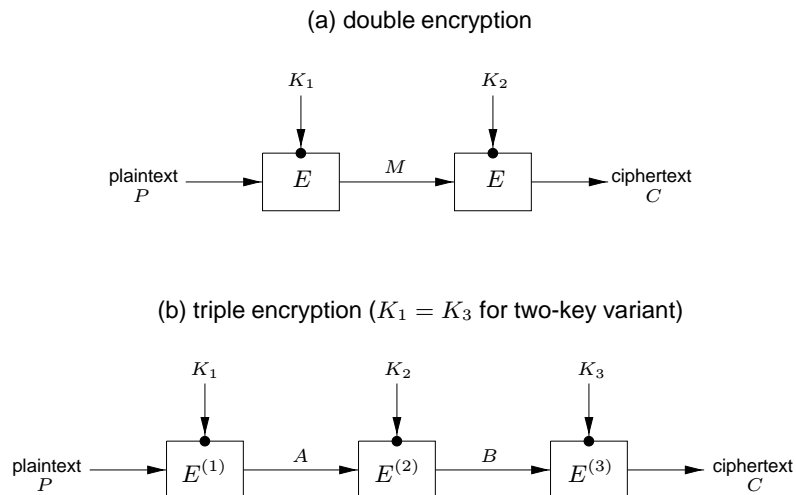 (a) double encryption
K₁ K₂
plaintext P
E
M
E
ciphertext C
(b) triple encryption (K₁ = K₃ for two-key variant)
K₁ K₂ K₃
plaintext P
E⁽¹⁾
A
E⁽²⁾
B
E⁽³⁾
ciphertext C